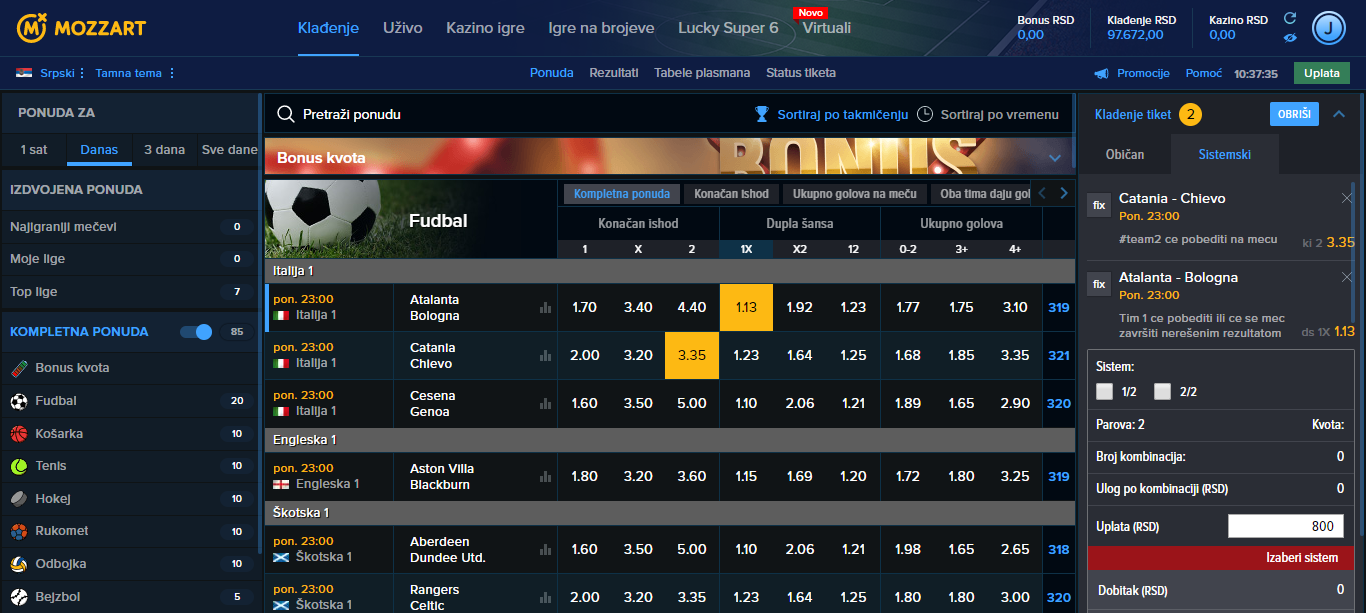 MOZZART
Klađenje
Uživo
Kazino igre
Igre na brojeve
Lucky Super 6
Novo
Virtuali
Bonus RSD
0,00
Klađenje RSD
97.672,00
Kazino RSD
0,00
J
Srpski
Tamna tema
Ponuda
Rezultati
Tabele plasmana
Status tiketa
Promocije
Pomoć
10:37:35
Uplata
PONUDA ZA
1 sat
Danas
3 dana
Sve dane
IZDVOJENA PONUDA
Najigraniji mečevi 0
Moje lige 0
Top lige 7
KOMPLETNA PONUDA 85
Bonus kvota
Fudbal 20
Košarka 10
Tenis 10
Hokej 10
Rukomet 10
Odbojka 10
Bejzbol 5
Pretraži ponudu
Sortiraj po takmičenju
Sortiraj po vremenu
Bonus kvota
BONUS
Fudbal
Kompletna ponuda
Konačan ishod
Ukupno golova na meču
Oba tima daju gol
Konačan ishod
Dupla šansa
Ukupno golova
1 X 2 1X X2 12 0-2 3+ 4+
Italija 1
pon. 23:00
Italija 1
Atalanta
Bologna
1.70 3.40 4.40 1.13 1.92 1.23 1.77 1.75 3.10 319
pon. 23:00
Italija 1
Catania
Chievo
2.00 3.20 3.35 1.23 1.64 1.25 1.68 1.85 3.35 321
pon. 23:00
Italija 1
Cesena
Genoa
1.60 3.50 5.00 1.10 2.06 1.21 1.89 1.65 2.90 320
Engleska 1
pon. 23:00
Engleska 1
Aston Villa
Blackburn
1.80 3.20 3.60 1.15 1.69 1.20 1.72 1.80 3.25 319
Škotska 1
pon. 23:00
Škotska 1
Aberdeen
Dundee Utd.
1.60 3.50 5.00 1.10 2.06 1.21 1.98 1.65 2.65 318
pon. 23:00
Škotska 1
Rangers
Celtic
2.00 3.20 3.35 1.23 1.64 1.25 1.80 1.80 3.00 320
Klađenje tiket 2
OBRIŠI
Običan
Sistemski
fix
Catania - Chievo
Pon. 23:00
#team2 ce pobediti na mecu
ki 2 3.35
fix
Atalanta - Bologna
Pon. 23:00
Tim 1 ce pobediti ili ce se mec
završiti nerešenim rezultatom
ds 1X 1.13
Sistem:
1/2 2/2
Parova: 2 Kvota:
Broj kombinacija: 0
Ulog po kombinaciji (RSD) 0
Uplata (RSD) 800
Izaberi sistem
Dobitak (RSD) 0